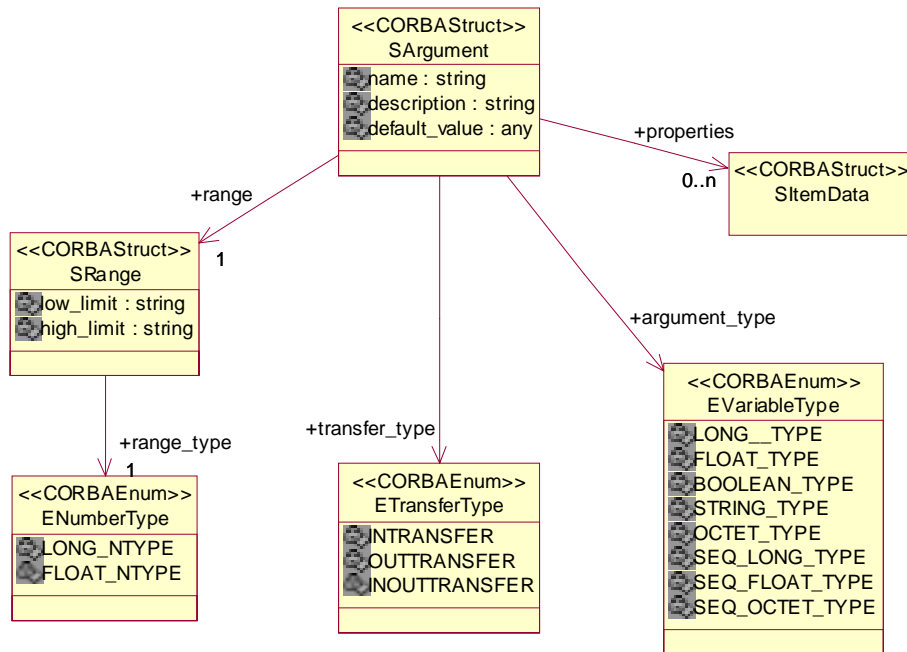 <<CORBAStruct>>
SArgument
name : string
description : string
default_value : any
+properties
0..n
<<CORBAStruct>>
SItemData
+range
1
<<CORBAStruct>>
SRange
low_limit : string
high_limit : string
+argument_type
+range_type
1
+transfer_type
<<CORBAEnum>>
ENumberType
LONG_NTYPE
FLOAT_NTYPE
<<CORBAEnum>>
ETransferType
INTRANSFER
OUTTRANSFER
INOUTTRANSFER
<<CORBAEnum>>
EVariableType
LONG__TYPE
FLOAT_TYPE
BOOLEAN_TYPE
STRING_TYPE
OCTET_TYPE
SEQ_LONG_TYPE
SEQ_FLOAT_TYPE
SEQ_OCTET_TYPE